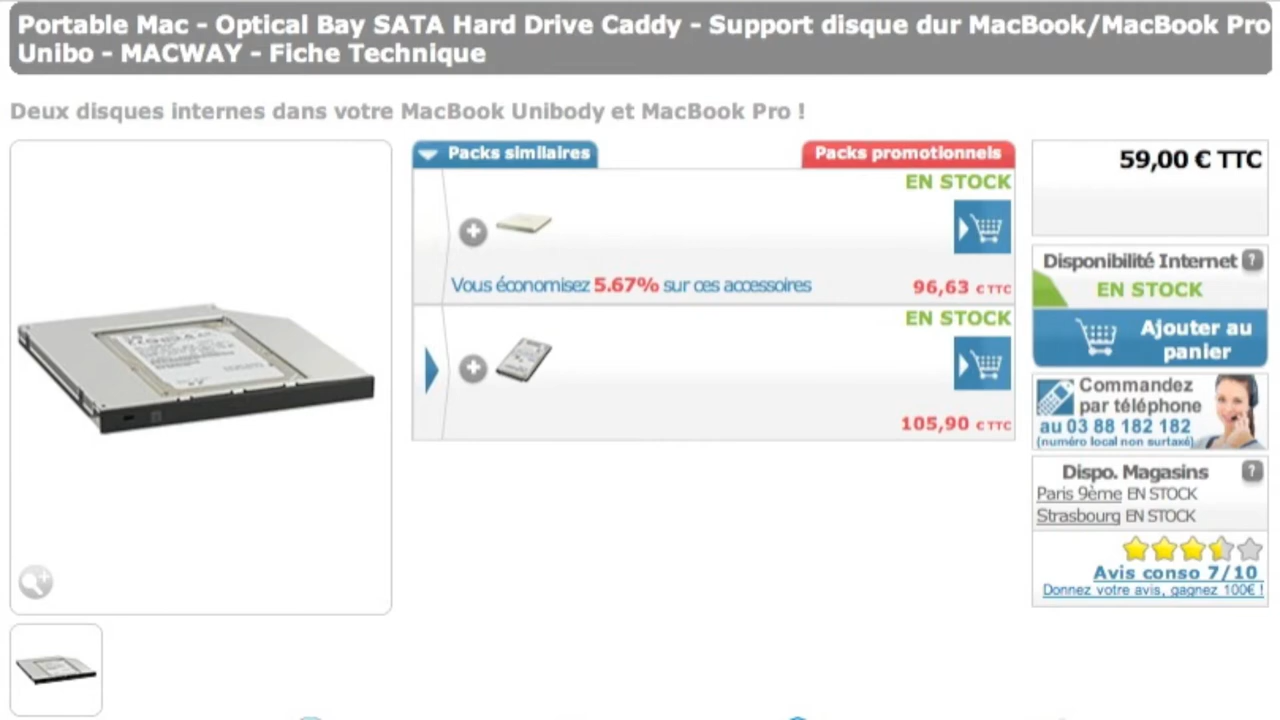 Portable Mac - Optical Bay SATA Hard Drive Caddy - Support disque dur MacBook/MacBook Pro
Unibo - MACWAY - Fiche Technique
Deux disques internes dans votre MacBook Unibody et MacBook Pro !
Packs similaires
Packs promotionnels
EN STOCK
Vous économisez 5.67% sur ces accessoires
96,63 € TTC
EN STOCK
105,90 € TTC
59,00 € TTC
Disponibilité Internet ?
EN STOCK
Ajouter au
panier
Commandez
par téléphone
au 03 88 182 182
(numéro local non surtaxé)
Dispo. Magasins ?
Paris 9ème EN STOCK
Strasbourg EN STOCK
Avis conso 7/10
Donnez votre avis, gagnez 100€ !